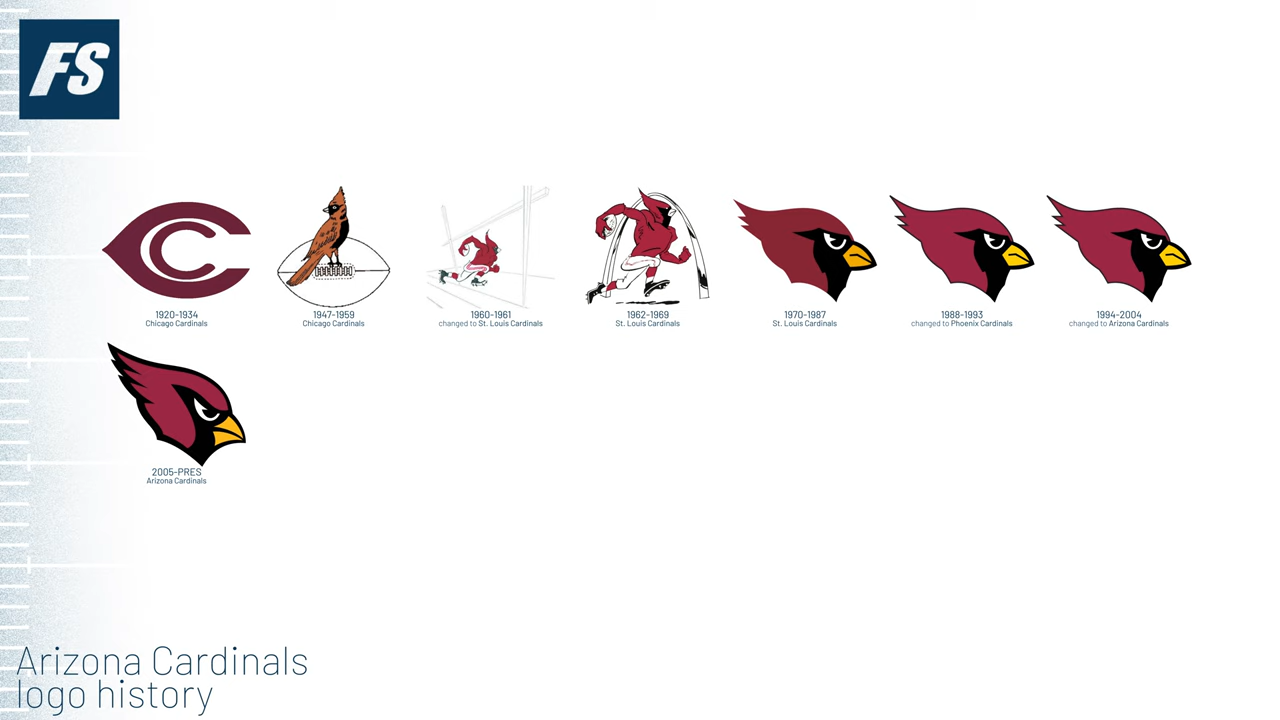 FS
1920-1934
Chicago Cardinals
1947-1959
Chicago Cardinals
1960-1961
changed to St. Louis Cardinals
1962-1969
St. Louis Cardinals
1970-1987
St. Louis Cardinals
1988-1993
changed to Phoenix Cardinals
1994-2004
changed to Arizona Cardinals
2005-PRES
Arizona Cardinals
Arizona Cardinals
logo history